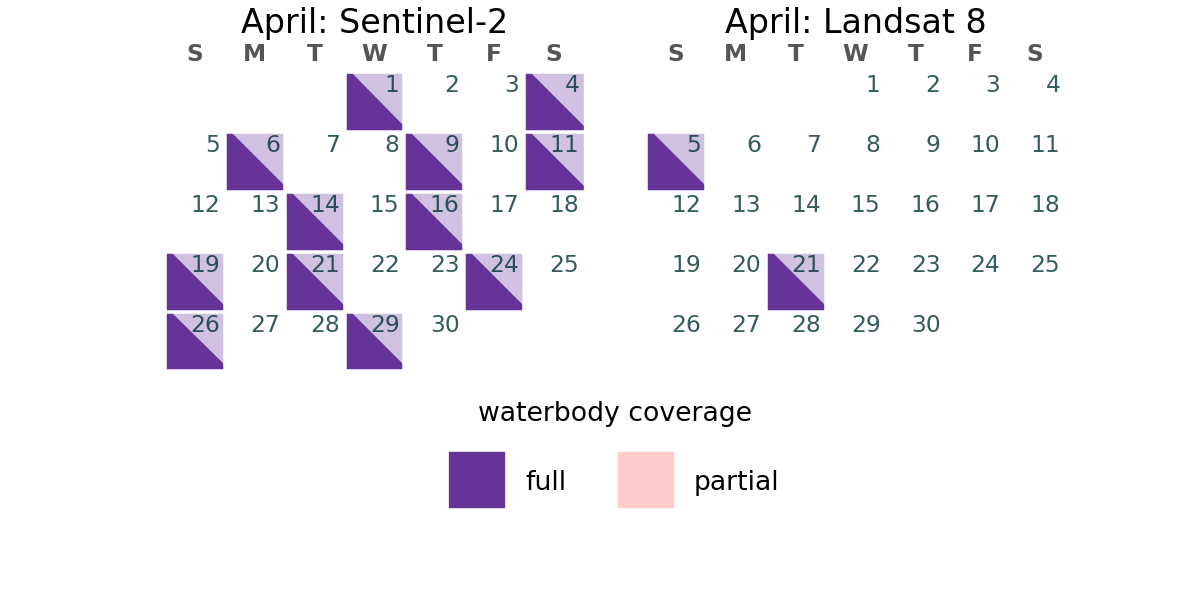 April: Sentinel-2
S M T W T F S
1 2 3 4
5 6 7 8 9 10 11
12 13 14 15 16 17 18
19 20 21 22 23 24 25
26 27 28 29 30
April: Landsat 8
S M T W T F S
1 2 3 4
5 6 7 8 9 10 11
12 13 14 15 16 17 18
19 20 21 22 23 24 25
26 27 28 29 30
waterbody coverage
full
partial